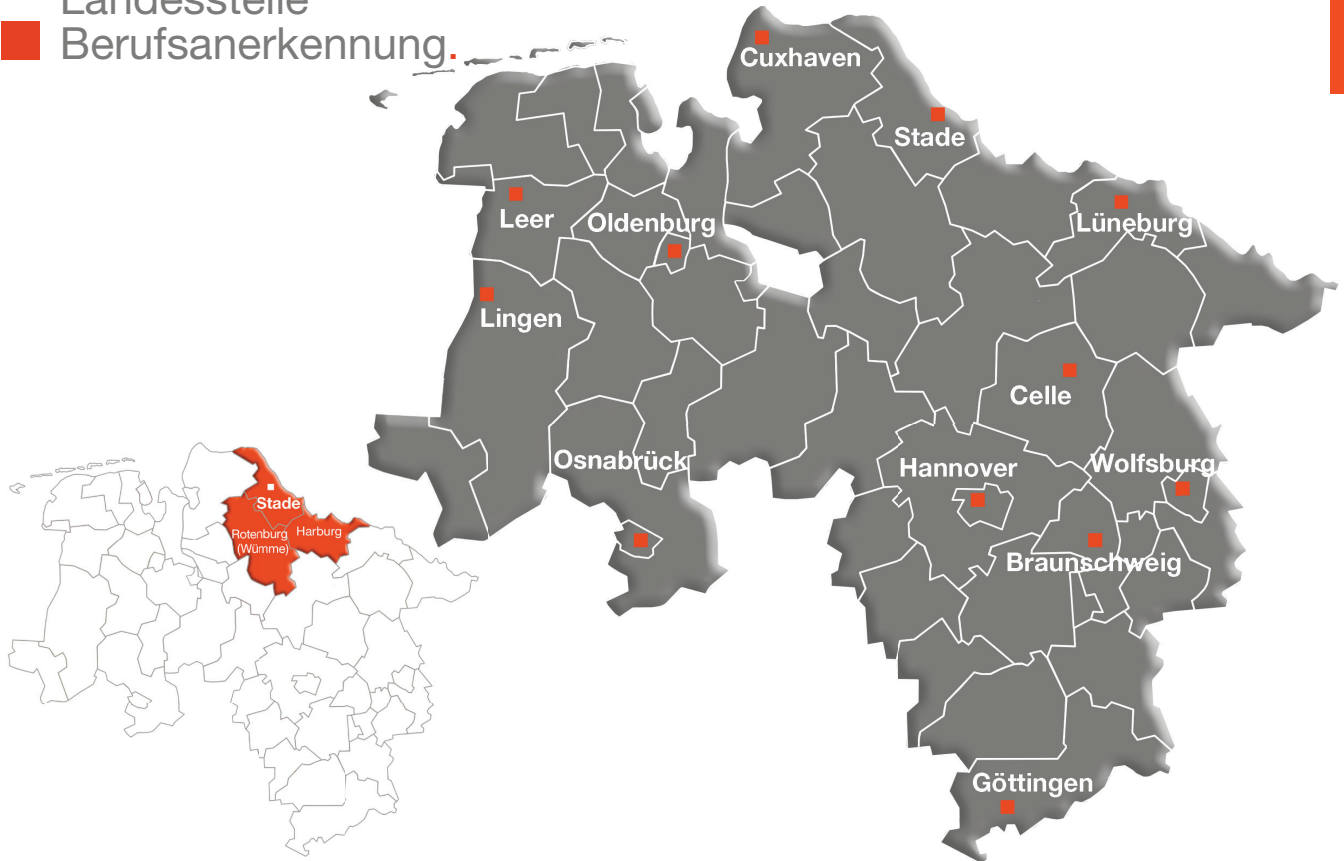 Landesstelle
Berufsanerkennung.
Cuxhaven
Stade
Leer
Oldenburg
Lüneburg
Lingen
Celle
Osnabrück
Hannover
Wolfsburg
Braunschweig
Göttingen
Stade
Rotenburg
(Wümme)
Harburg